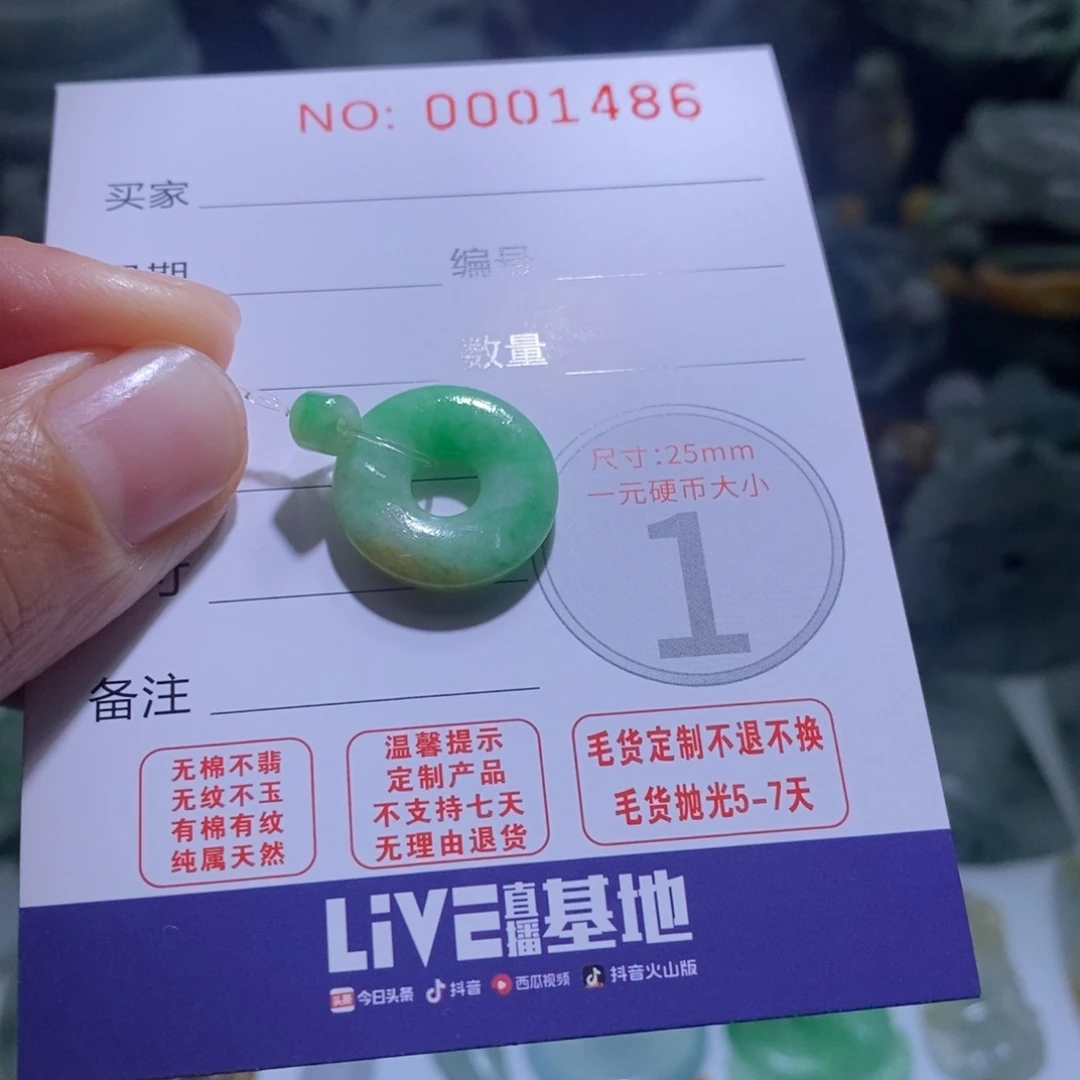 NO: 0001486
买家
编号
数量
尺寸:25mm
一元硬币大小
1
寸
备注
无棉不翡
无纹不玉
有棉有纹
纯属天然
温馨提示
定制产品
不支持七天
无理由退货
毛货定制不退不换
毛货抛光5-7天
LiVE直播基地
头条 今日头条 抖音 西瓜视频 抖音火山版